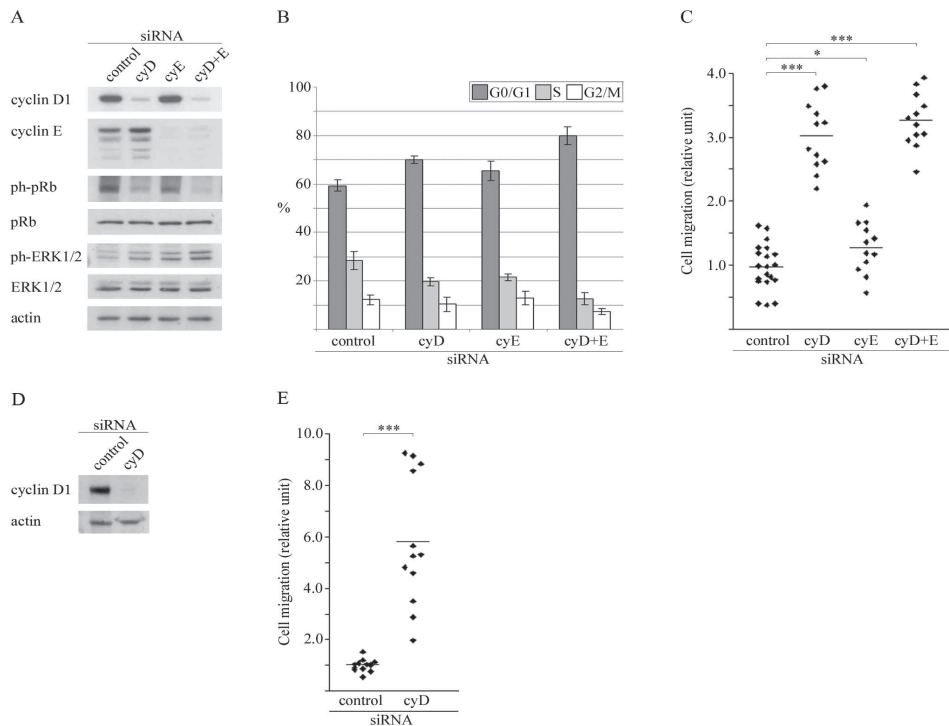 A
siRNA
control cyD cyE cyD+E
cyclin D1
cyclin E
ph-pRb
pRb
ph-ERK1/2
ERK1/2
actin
B
G0/G1 S G2/M
100
80
60
%
40
20
control cyD cyE cyD+E
siRNA
C
***
*
***
4.0
3.0
2.0
1.0
Cell migration (relative unit)
control cyD cyE cyD+E
siRNA
D
siRNA
control cyD
cyclin D1
actin
E
***
10.0
8.0
6.0
4.0
2.0
Cell migration (relative unit)
control cyD
siRNA